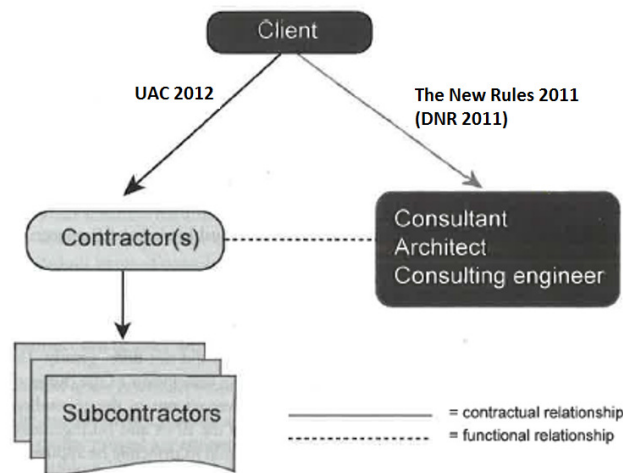 Client
UAC 2012
The New Rules 2011
(DNR 2011)
Contractor(s)
Consultant
Architect
Consulting engineer
Subcontractors
= contractual relationship
= functional relationship